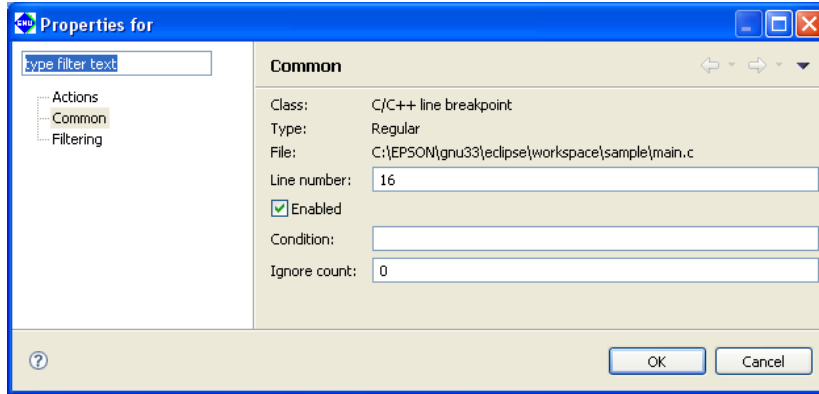 GNU Properties for
type filter text
Actions
Common
Filtering
Common
Class: C/C++ line breakpoint
Type: Regular
File: C:\EPSON\gnu33\eclipse\workspace\sample\main.c
Line number: 16
Enabled
Condition:
Ignore count: 0
? OK Cancel